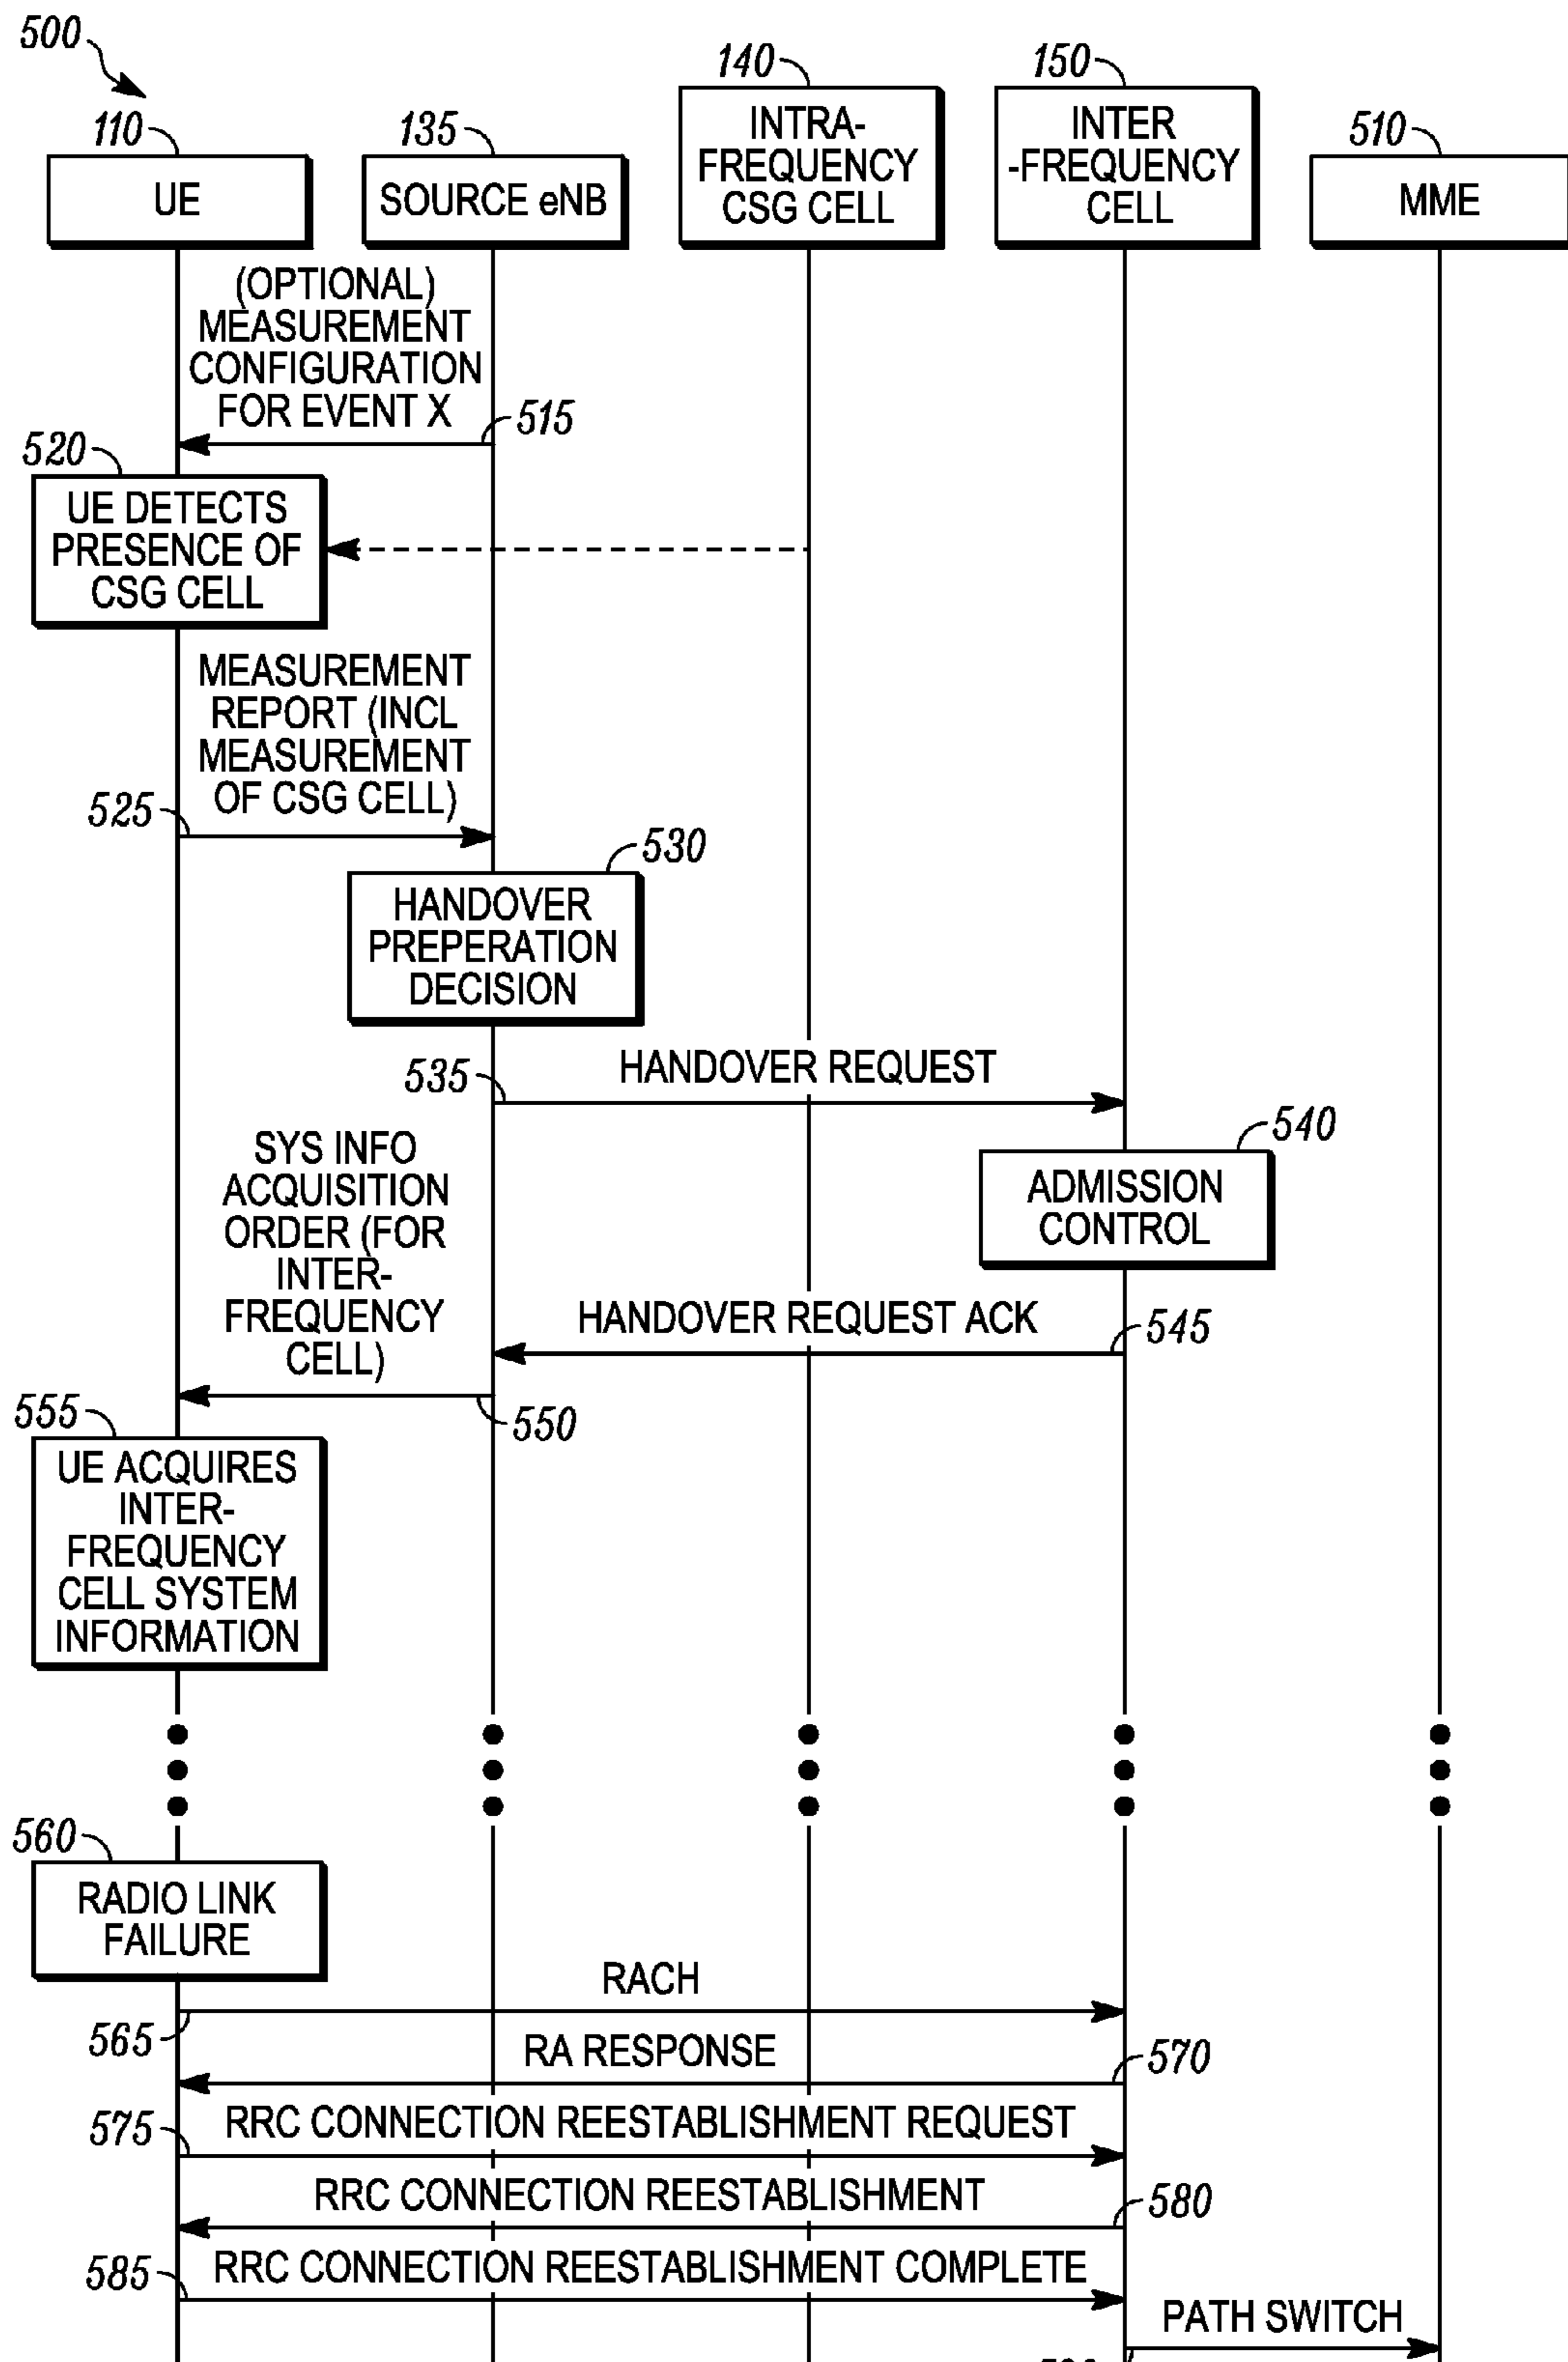 500
110
135
140
150
510
UE
SOURCE eNB
INTRA-
FREQUENCY
CSG CELL
INTER
-FREQUENCY
CELL
MME
(OPTIONAL)
MEASUREMENT
CONFIGURATION
FOR EVENT X
515
520
UE DETECTS
PRESENCE OF
CSG CELL
MEASUREMENT
REPORT (INCL
MEASUREMENT
OF CSG CELL)
525
530
HANDOVER
PREPERATION
DECISION
535
HANDOVER REQUEST
540
ADMISSION
CONTROL
SYS INFO
ACQUISITION
ORDER (FOR
INTER-
FREQUENCY
CELL)
HANDOVER REQUEST ACK
545
550
555
UE ACQUIRES
INTER-
FREQUENCY
CELL SYSTEM
INFORMATION
560
RADIO LINK
FAILURE
RACH
565
RA RESPONSE
570
RRC CONNECTION REESTABLISHMENT REQUEST
575
RRC CONNECTION REESTABLISHMENT
580
RRC CONNECTION REESTABLISHMENT COMPLETE
585
PATH SWITCH